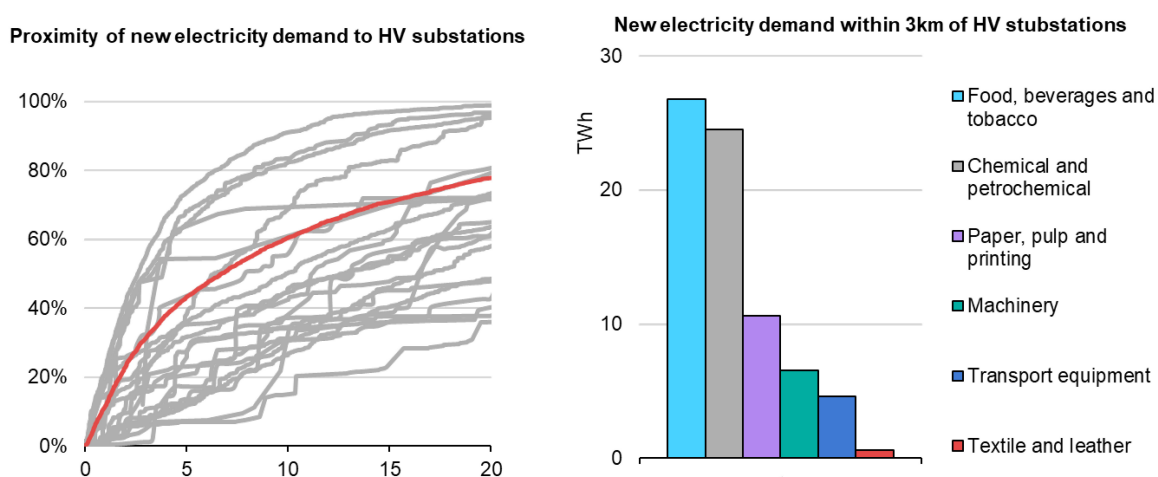 Proximity of new electricity demand to HV substations
100%
80%
60%
40%
20%
0%
0
5
10
15
20
New electricity demand within 3km of HV stubstations
30
20
10
0
TWh
Food, beverages and
tobacco
Chemical and
petrochemical
Paper, pulp and
printing
Machinery
Transport equipment
Textile and leather